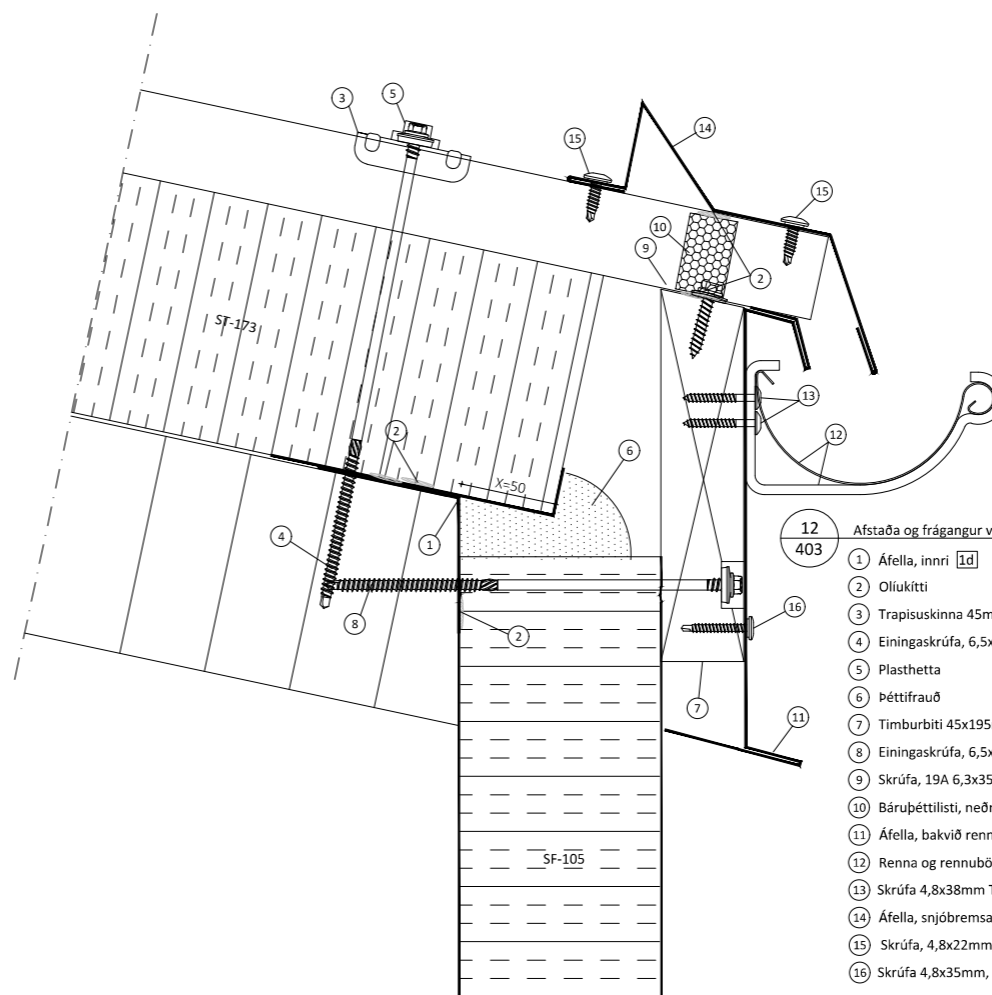 5
3
14
15
15
10
9
2
ST-173
13
2
12
6
X=50
1
4
16
8
2
7
11
SF-105
12
403
Afstaða og frágangur v
1 Áfella, innri 1d
2 Olíukítti
3 Trapisuskinna 45m
4 Einingaskrúfa, 6,5x
5 Plasthetta
6 Þéttifrauð
7 Timburbiti 45x195
8 Einingaskrúfa, 6,5x
9 Skrúfa, 19A 6,3x35
10 Báruþéttilisti, neðr
11 Áfella, bakvið renn
12 Renna og rennubö
13 Skrúfa 4,8x38mm T
14 Áfella, snjóbremsa
15 Skrúfa, 4,8x22mm
16 Skrúfa 4,8x35mm,